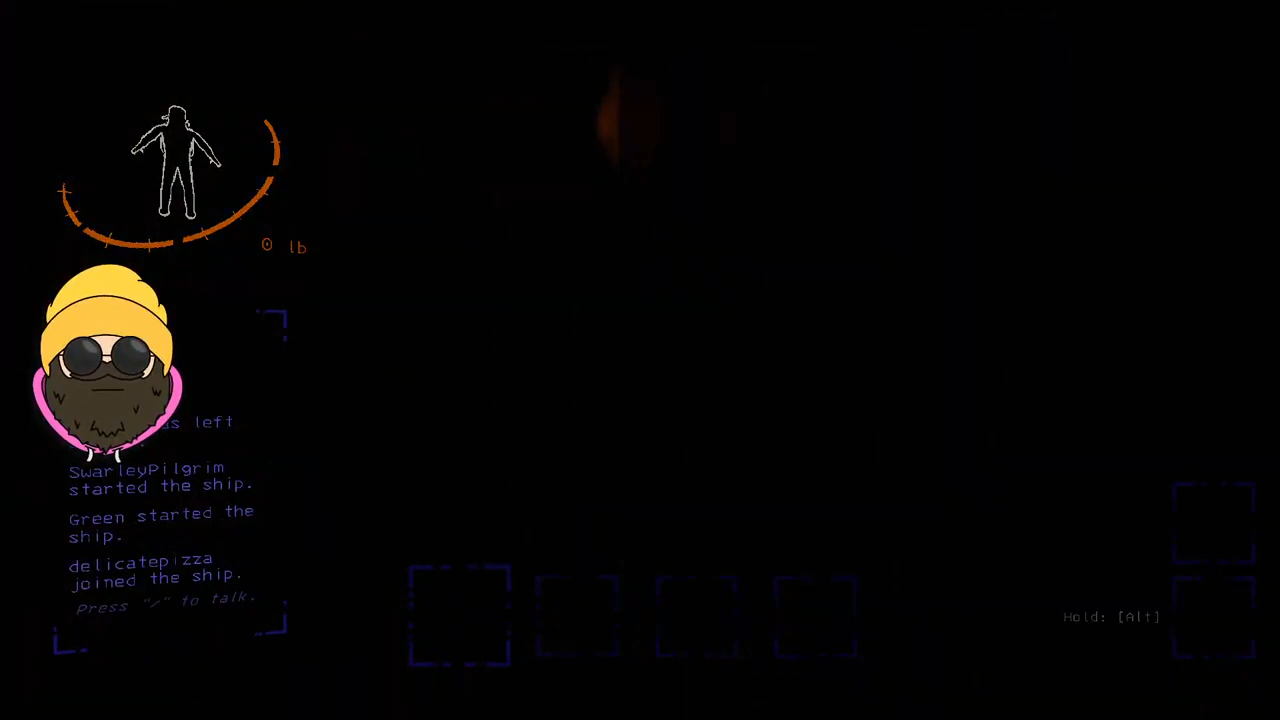 0 lb
as left
SwarleyPilgrim
started the ship.
Green started the
ship.
delicatepizza
joined the ship.
Press "/" to talk.
Hold: [Alt]